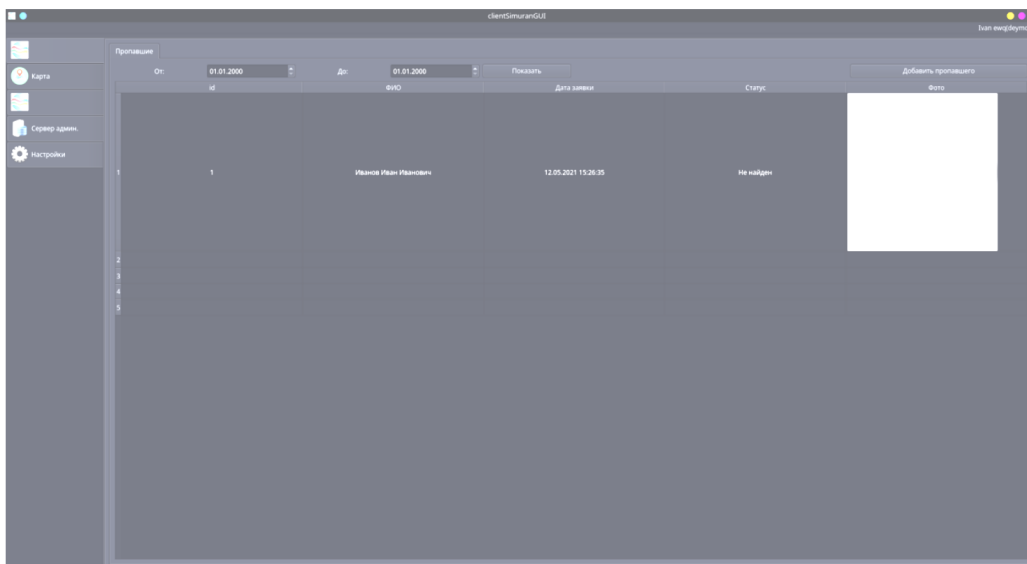 clientSimuranGUI
Пропавшие
Карта
От: 01.01.2000 До: 01.01.2000 Показать Добавить пропавшего
id ФИО Дата заявки Статус Фото
Сервер админ.
Настройки
1 1 Иванов Иван Иванович 12.05.2021 15:26:35 Не найден
2
3
4
5